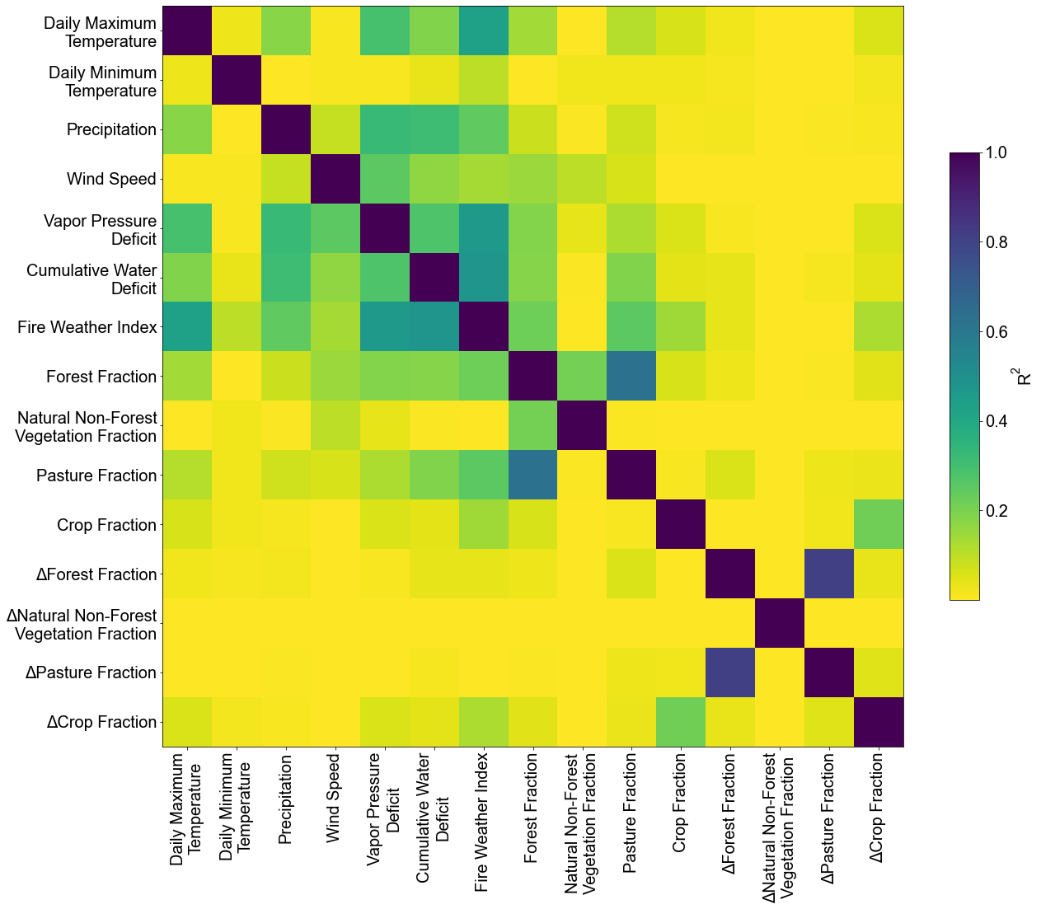 Daily Maximum
Temperature
Daily Minimum
Temperature
Precipitation
Wind Speed
Vapor Pressure
Deficit
Cumulative Water
Deficit
Fire Weather Index
Forest Fraction
Natural Non-Forest
Vegetation Fraction
Pasture Fraction
Crop Fraction
ΔForest Fraction
ΔNatural Non-Forest
Vegetation Fraction
ΔPasture Fraction
ΔCrop Fraction
Daily Maximum
Temperature
Daily Minimum
Temperature
Precipitation
Wind Speed
Vapor Pressure
Deficit
Cumulative Water
Deficit
Fire Weather Index
Forest Fraction
Natural Non-Forest
Vegetation Fraction
Pasture Fraction
Crop Fraction
ΔForest Fraction
ΔNatural Non-Forest
Vegetation Fraction
ΔPasture Fraction
ΔCrop Fraction
1.0
0.8
0.6
0.4
0.2
R²